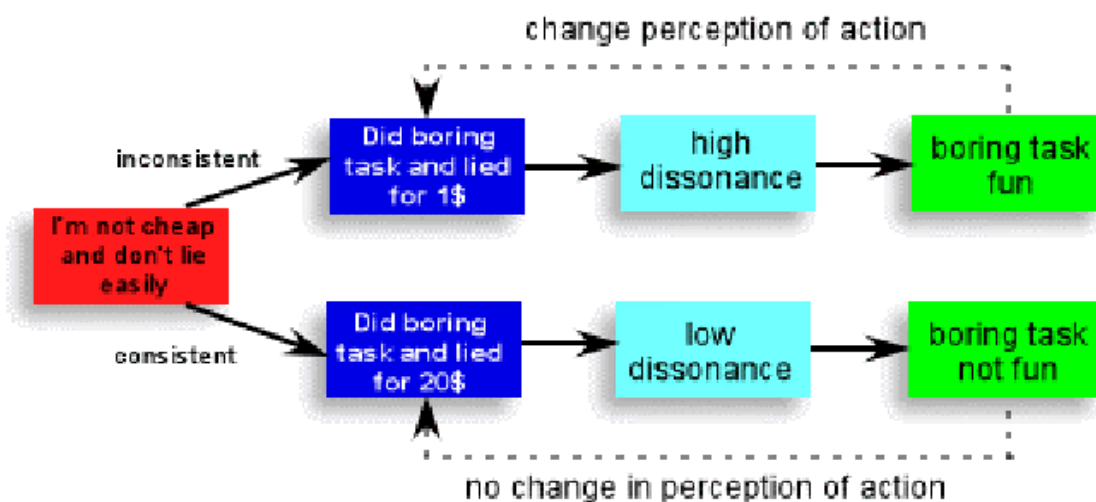 change perception of action
inconsistent
Did boring
task and lied
for 1$
high
dissonance
boring task
fun
I'm not cheap
and don't lie
easily
consistent
Did boring
task and lied
for 20$
low
dissonance
boring task
not fun
no change in perception of action